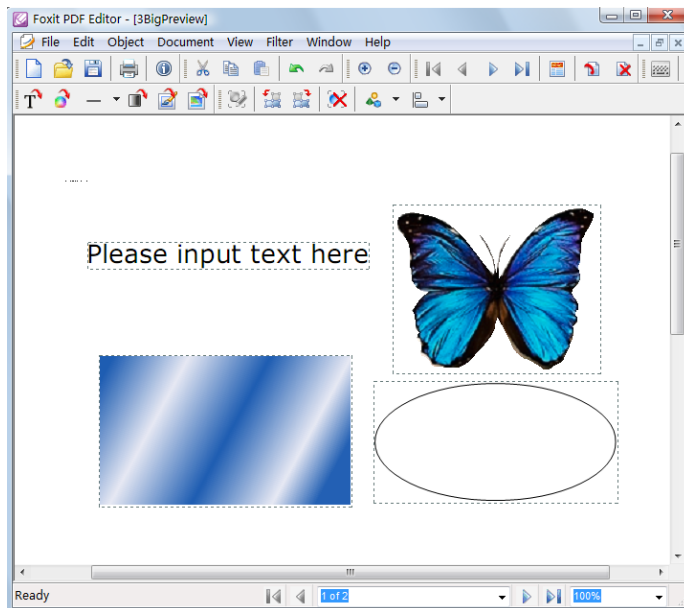 Foxit PDF Editor - [3BigPreview]
File Edit Object Document View Filter Window Help
Please input text here
Ready
1 of 2
100%